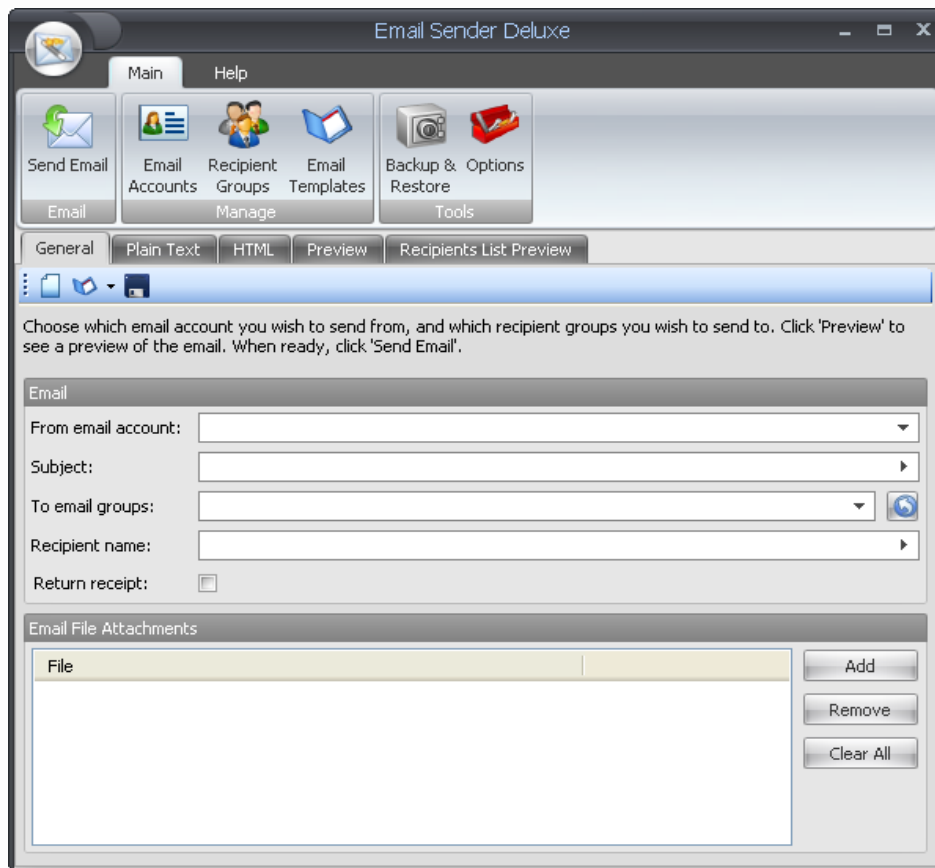 Email Sender Deluxe
Main Help
Send Email
Email Accounts
Recipient Groups
Email Templates
Backup & Restore
Options
Email Manage Tools
General Plain Text HTML Preview Recipients List Preview
Choose which email account you wish to send from, and which recipient groups you wish to send to. Click 'Preview' to
see a preview of the email. When ready, click 'Send Email'.
Email
From email account:
Subject:
To email groups:
Recipient name:
Return receipt:
Email File Attachments
File
Add
Remove
Clear All